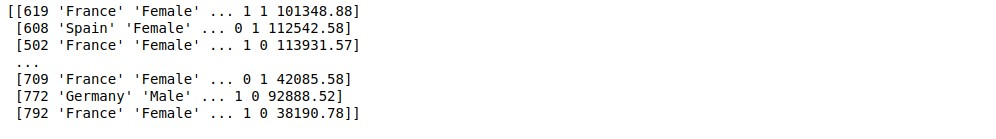 [[619 'France' 'Female' ... 1 1 101348.88]
[608 'Spain' 'Female' ... 0 1 112542.58]
[502 'France' 'Female' ... 1 0 113931.57]
...
[709 'France' 'Female' ... 0 1 42085.58]
[772 'Germany' 'Male' ... 1 0 92888.52]
[792 'France' 'Female' ... 1 0 38190.78]]